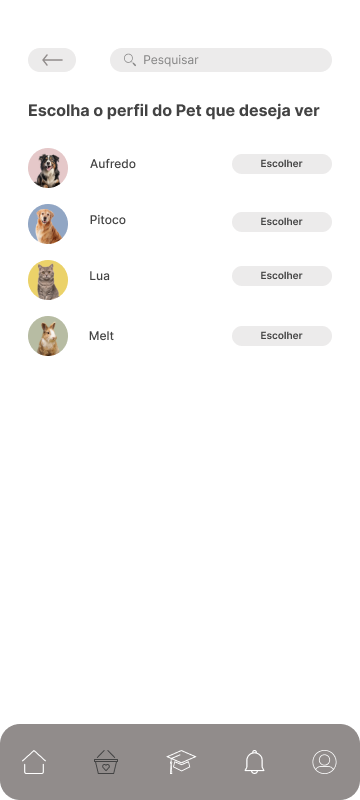 Pesquisar
Escolha o perfil do Pet que deseja ver
Aufredo Escolher
Pitoco Escolher
Lua Escolher
Melt Escolher